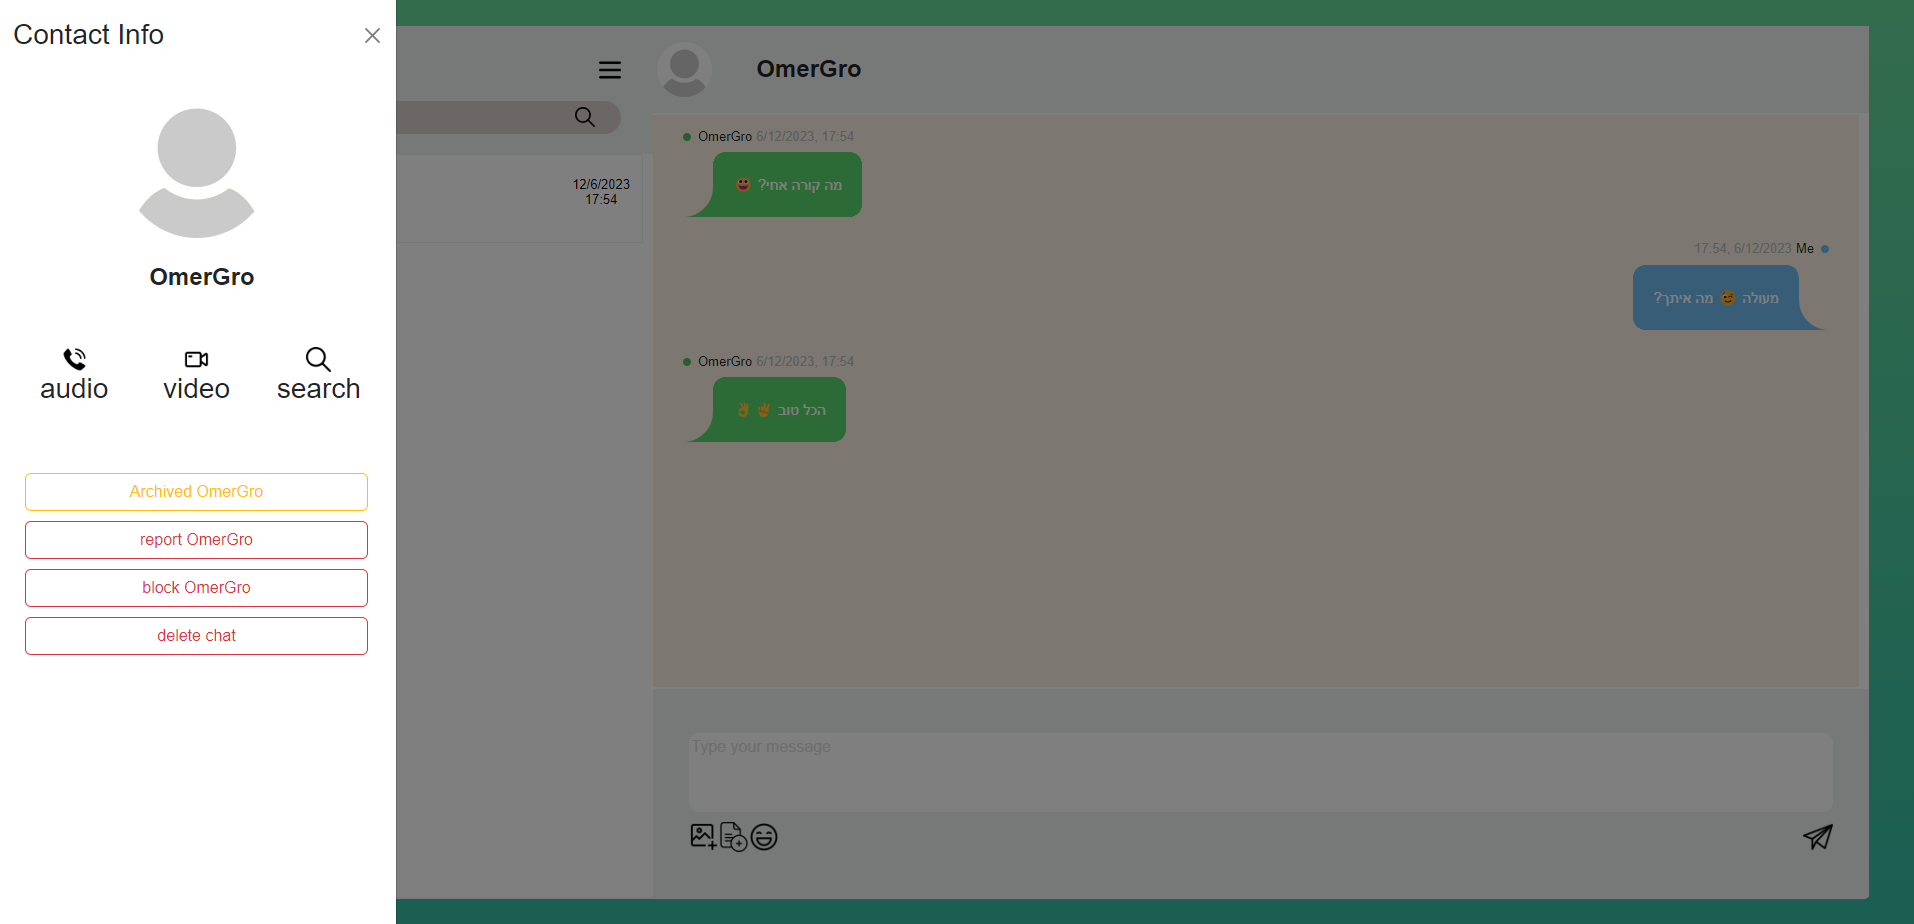 Contact Info
OmerGro
audio
video
search
Archived OmerGro
report OmerGro
block OmerGro
delete chat
12/6/2023
17:54
OmerGro
OmerGro 6/12/2023, 17:54
מה קורה אחי? 😀
17:54, 6/12/2023 Me
מעולה 😉 מה איתך?
OmerGro 6/12/2023, 17:54
הכל טוב ✌👌
Type your message